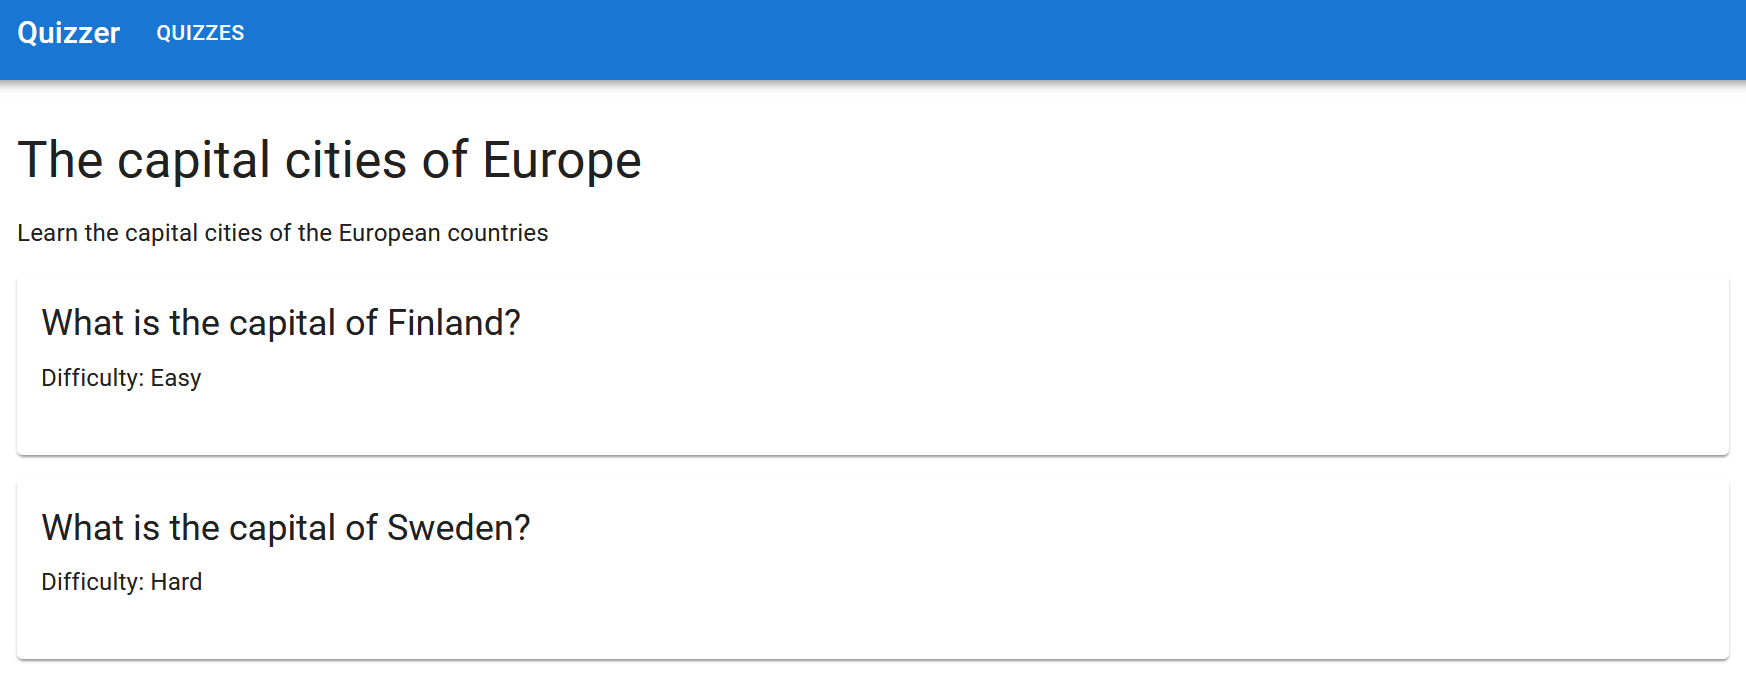 Quizzer QUIZZES
The capital cities of Europe
Learn the capital cities of the European countries
What is the capital of Finland?
Difficulty: Easy
What is the capital of Sweden?
Difficulty: Hard